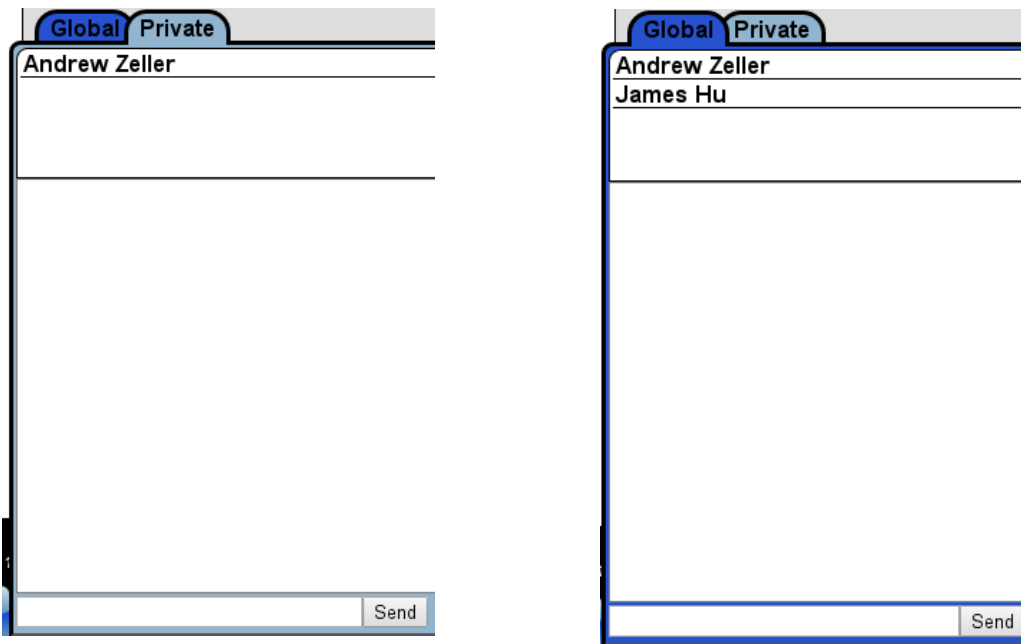 Global Private
Andrew Zeller
Send
Global Private
Andrew Zeller
James Hu
Send